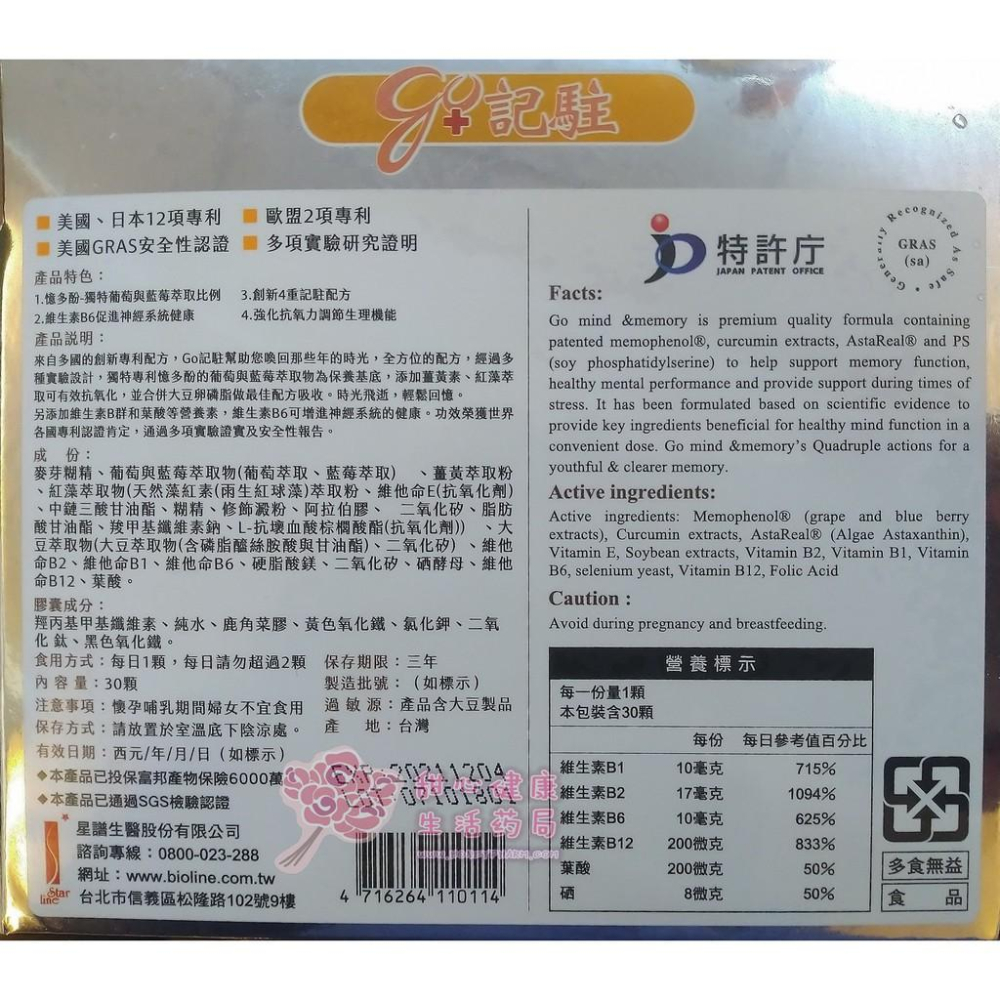 go記駐
■ 美國、日本12項專利 ■ 歐盟2項專利
■ 美國GRAS安全性認證 ■ 多項實驗研究證明
產品特色：
1.憶多酚-獨特葡萄與藍莓萃取比例 3.創新4重記駐配方
2.維生素B6促進神經系統健康 4.強化抗氧力調節生理機能
產品説明：
來自多國的創新專利配方，Go記駐幫助您喚回那些年的時光，全方位的配方，經過多
種實驗設計，獨特專利憶多酚的葡萄與藍莓萃取物為保養基底，添加薑黃素、紅藻萃
取可有效抗氧化，並合併大豆卵磷脂做最佳配方吸收。時光飛逝，輕鬆回憶。
另添加維生素B群和葉酸等營養素，維生素B6可增進神經系統的健康。功效榮獲世界
各國專利認證肯定，通過多項實驗證實及安全性報告。
成 份：
麥芽糊精、葡萄與藍莓萃取物(葡萄萃取、藍莓萃取) 、薑黃萃取粉
、紅藻萃取物(天然藻紅素(雨生紅球藻)萃取粉、維他命E(抗氧化劑)
、中鏈三酸甘油酯、糊精、修飾澱粉、阿拉伯膠、 二氧化矽、脂肪
酸甘油酯、羧甲基纖維素鈉、L-抗壞血酸棕櫚酸酯(抗氧化劑)) 、大
豆萃取物(大豆萃取物(含磷脂醯絲胺酸與甘油酯)、二氧化矽) 、維他
命B2、維他命B1、維他命B6、硬脂酸鎂、二氧化矽、硒酵母、維他
命B12、葉酸。
膠囊成分：
羥丙基甲基纖維素、純水、鹿角菜膠、黃色氧化鐵、氯化鉀、二氧
化 鈦、黑色氧化鐵。
食用方式：每日1顆，每日請勿超過2顆 保存期限：三年
內 容 量：30顆 製造批號：（如標示）
注意事項：懷孕哺乳期間婦女不宜食用 過 敏 源：產品含大豆製品
保存方式：請放置於室溫底下陰涼處。 產 地：台灣
有效日期：西元/年/月/日（如標示）
◆本產品已投保富邦產物保險6000萬
◆本產品已通過SGS檢驗認證
EXP 20211204
LOT 0P101801
甜心健康
生活药局
Star line
星譜生醫股份有限公司
諮詢專線：0800-023-288
網址：www.bioline.com.tw
台北市信義區松隆路102號9樓
4 716264 110114
特許庁
JAPAN PATENT OFFICE
Generally Recognized As Safe
GRAS
(sa)
Facts:
Go mind &memory is premium quality formula containing
patented memophenol®, curcumin extracts, AstaReal® and PS
(soy phosphatidylserine) to help support memory function,
healthy mental performance and provide support during times of
stress. It has been formulated based on scientific evidence to
provide key ingredients beneficial for healthy mind function in a
convenient dose. Go mind &memory's Quadruple actions for a
youthful & clearer memory.
Active ingredients:
Active ingredients: Memophenol® (grape and blue berry
extracts), Curcumin extracts, AstaReal® (Algae Astaxanthin),
Vitamin E, Soybean extracts, Vitamin B2, Vitamin B1, Vitamin
B6, selenium yeast, Vitamin B12, Folic Acid
Caution :
Avoid during pregnancy and breastfeeding.
營養標示
每一份量1顆
本包裝含30顆
每份 每日參考值百分比
維生素B1 10毫克 715%
維生素B2 17毫克 1094%
維生素B6 10毫克 625%
維生素B12 200微克 833%
葉酸 200微克 50%
硒 8微克 50%
多食無益
食 品